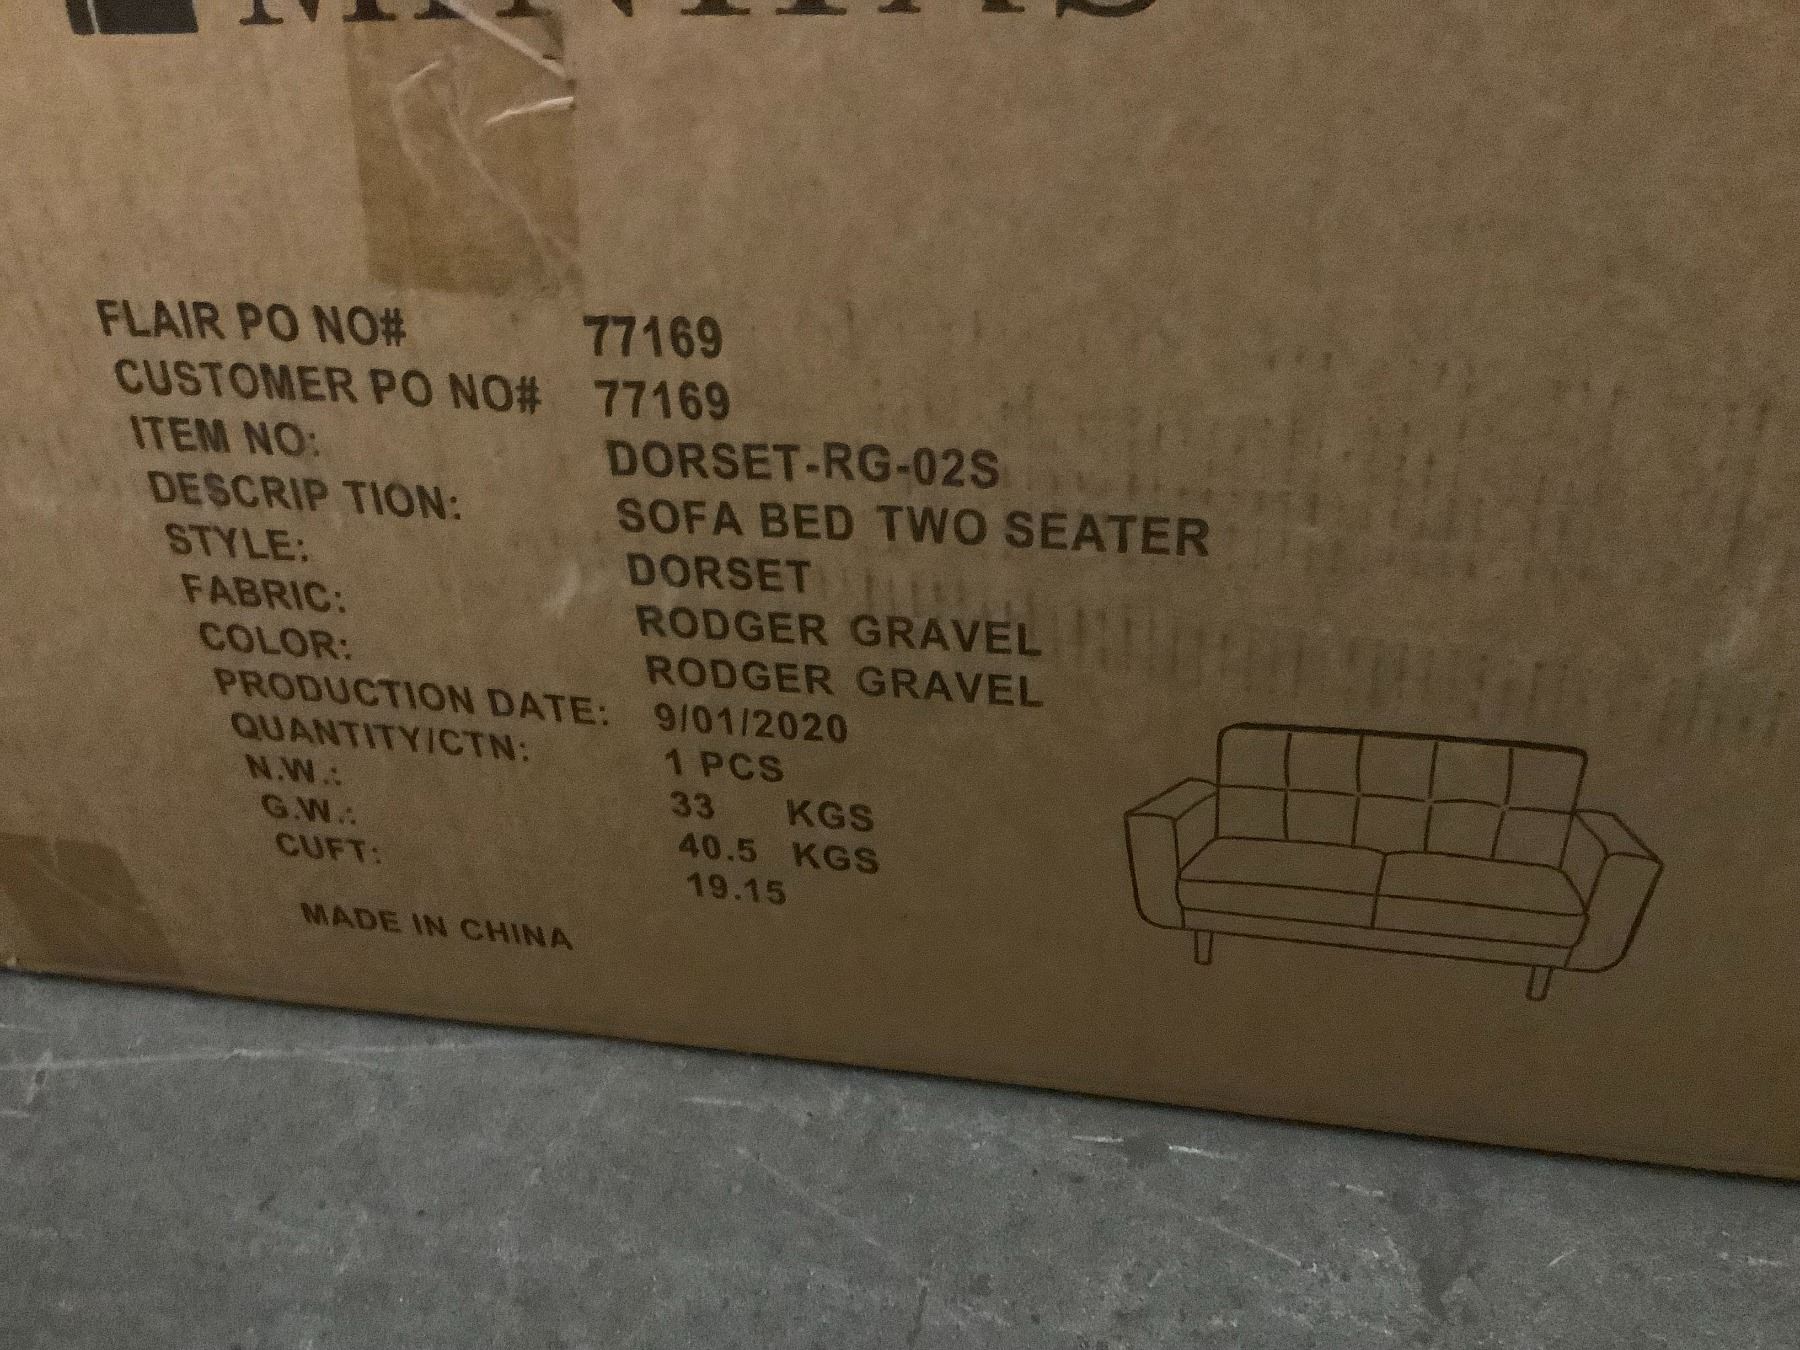 FLAIR PO NO# 77169
CUSTOMER PO NO# 77169
ITEM NO: DORSET-RG-02S
DESCRIP TION: SOFA BED TWO SEATER
STYLE: DORSET
FABRIC: RODGER GRAVEL
COLOR: RODGER GRAVEL
PRODUCTION DATE: 9/01/2020
QUANTITY/CTN: 1 PCS
N.W.: 33 KGS
G.W.: 40.5 KGS
CUFT: 19.15
MADE IN CHINA